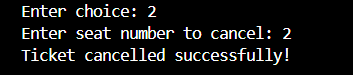 Enter choice: 2
Enter seat number to cancel: 2
Ticket cancelled successfully!